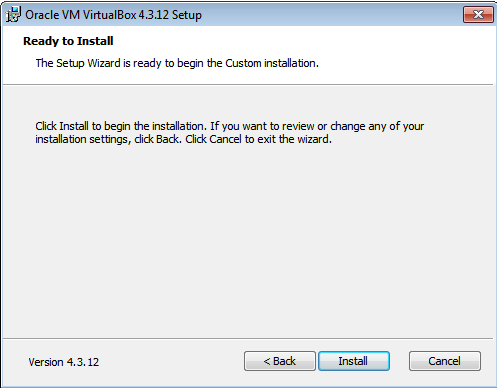 Oracle VM VirtualBox 4.3.12 Setup
Ready to Install
The Setup Wizard is ready to begin the Custom installation.
Click Install to begin the installation. If you want to review or change any of your
installation settings, click Back. Click Cancel to exit the wizard.
Version 4.3.12
< Back
Install
Cancel